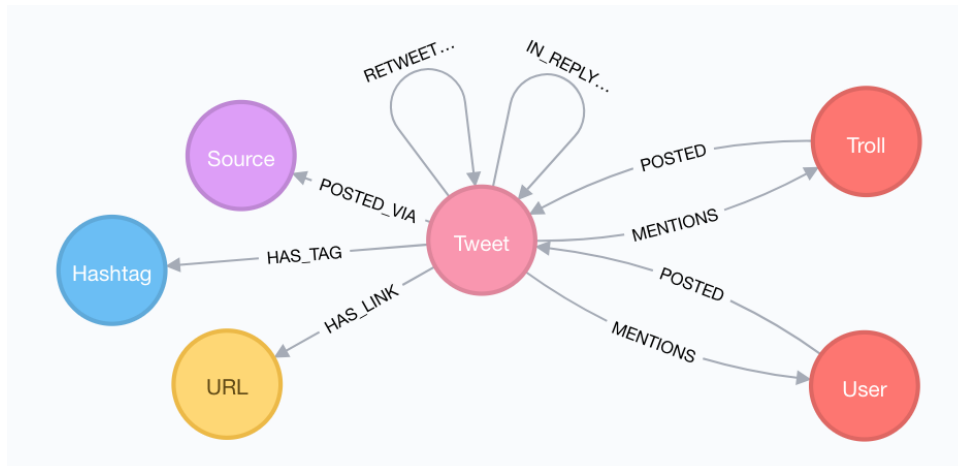 RETWEET...
IN_REPLY...
Source
Troll
POSTED
POSTED_VIA
MENTIONS
Tweet
HAS_TAG
Hashtag
POSTED
HAS_LINK
MENTIONS
URL
User